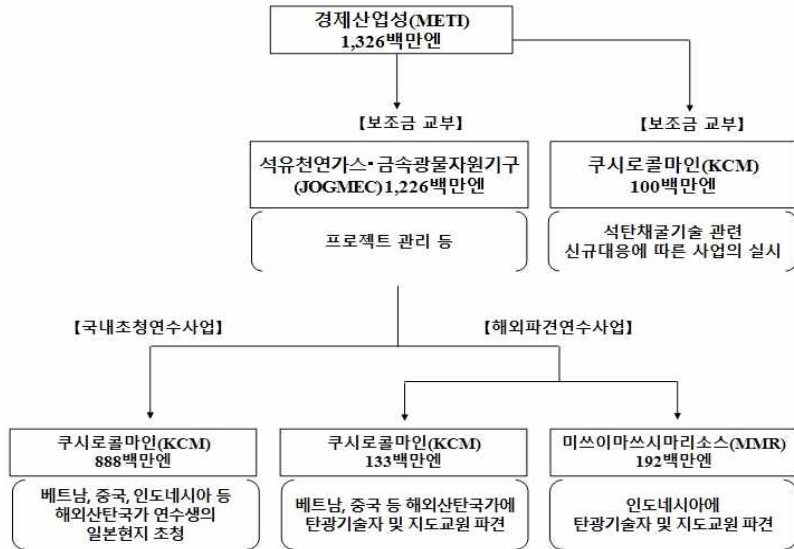 경제산업성(METI)
1,326백만엔
【보조금 교부】
【보조금 교부】
석유천연가스·금속광물자원기구
(JOGMEC) 1,226백만엔
쿠시로콜마인(KCM)
100백만엔
프로젝트 관리 등
석탄채굴기술 관련
신규대응에 따른 사업의 실시
【국내초청연수사업】
【해외파견연수사업】
쿠시로콜마인(KCM)
888백만엔
쿠시로콜마인(KCM)
133백만엔
미쓰이마쓰시마리소스(MMR)
192백만엔
베트남, 중국, 인도네시아 등
해외산탄국가 연수생의
일본현지 초청
베트남, 중국 등 해외산탄국가에
탄광기술자 및 지도교원 파견
인도네시아에
탄광기술자 및 지도교원 파견